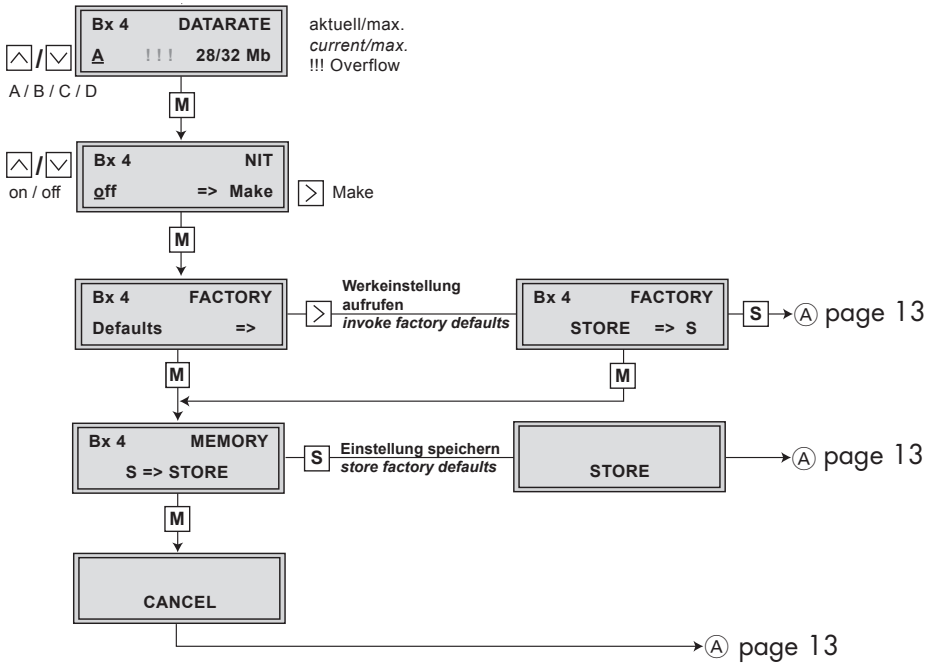 Bx 4 DATARATE
A !!! 28/32 Mb
aktuell/max.
current/max.
!!! Overflow
/
A / B / C / D
M
Bx 4 NIT
off => Make
/
on / off
> Make
M
Bx 4 FACTORY
Defaults =>
>
Werkeinstellung
aufrufen
invoke factory defaults
Bx 4 FACTORY
STORE => S
S
A page 13
M
M
Bx 4 MEMORY
S => STORE
S
Einstellung speichern
store factory defaults
STORE
A page 13
M
CANCEL
A page 13